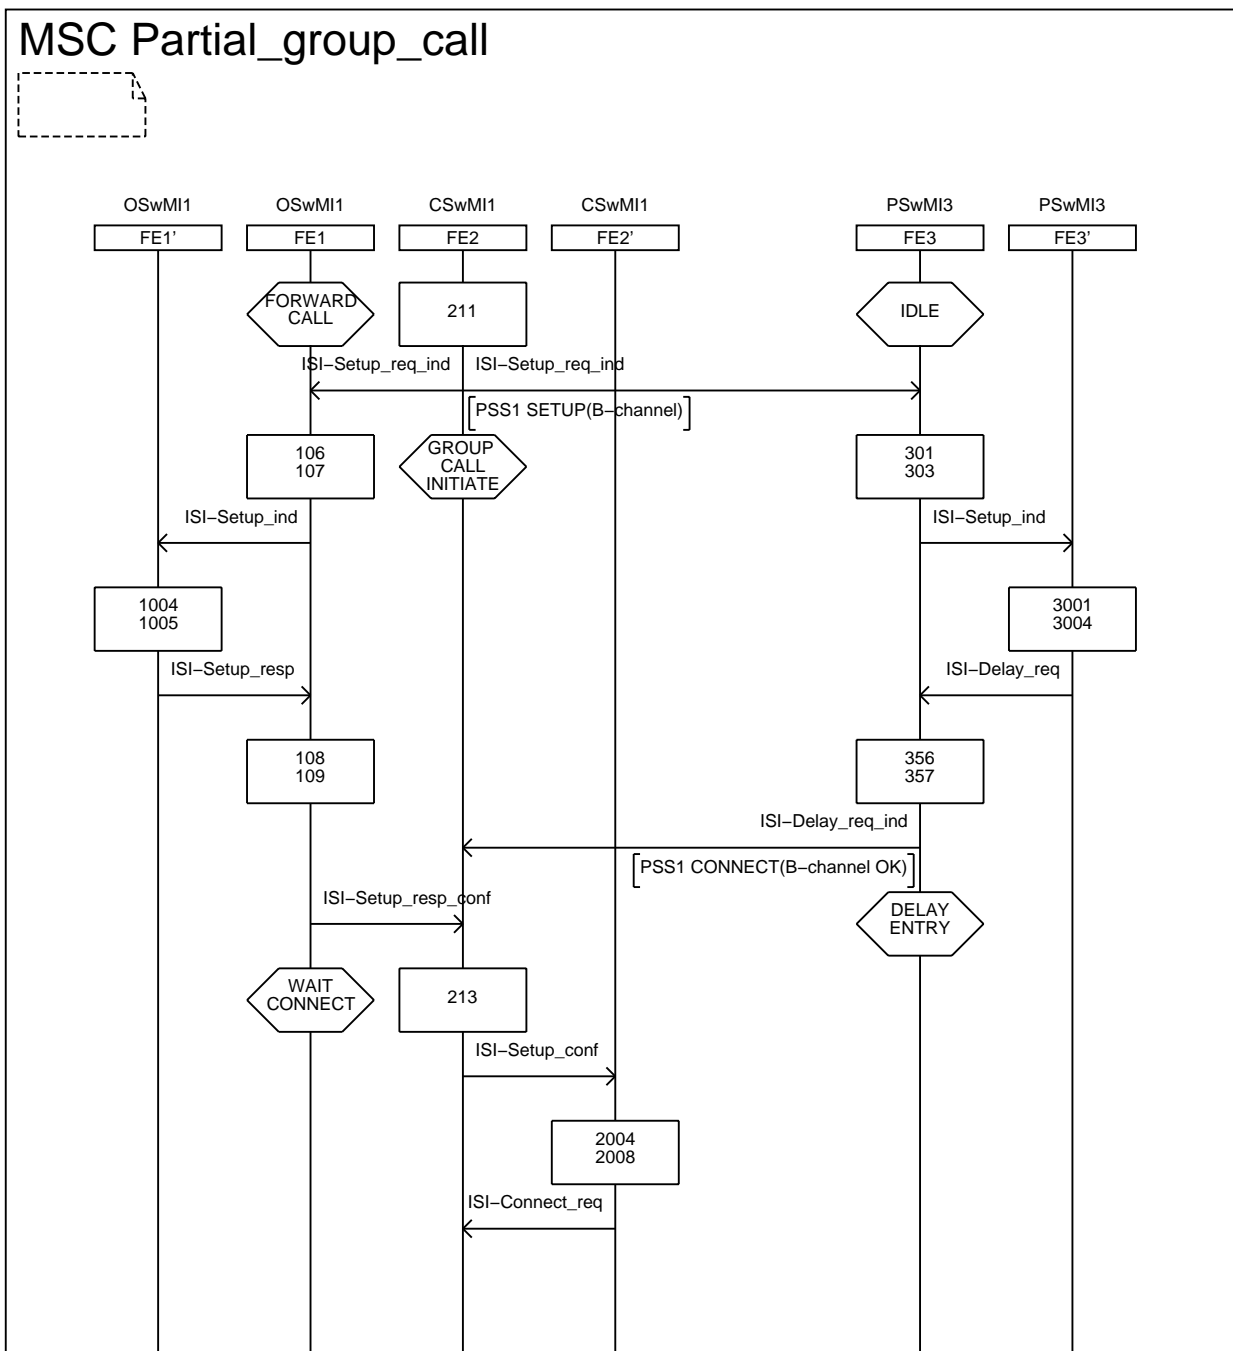 MSC Partial_group_call
OSwMI1 OSwMI1 CSwMI1 CSwMI1 PSwMI3 PSwMI3
FE1' FE1 FE2 FE2' FE3 FE3'
FORWARD
CALL
211
IDLE
ISI−Setup_req_ind ISI−Setup_req_ind
PSS1 SETUP(B−channel)
106
107
GROUP
CALL
INITIATE
301
303
ISI−Setup_ind ISI−Setup_ind
1004
1005
3001
3004
ISI−Setup_resp ISI−Delay_req
108
109
356
357
ISI−Delay_req_ind
PSS1 CONNECT(B−channel OK)
ISI−Setup_resp_conf
DELAY
ENTRY
WAIT
CONNECT
213
ISI−Setup_conf
2004
2008
ISI−Connect_req